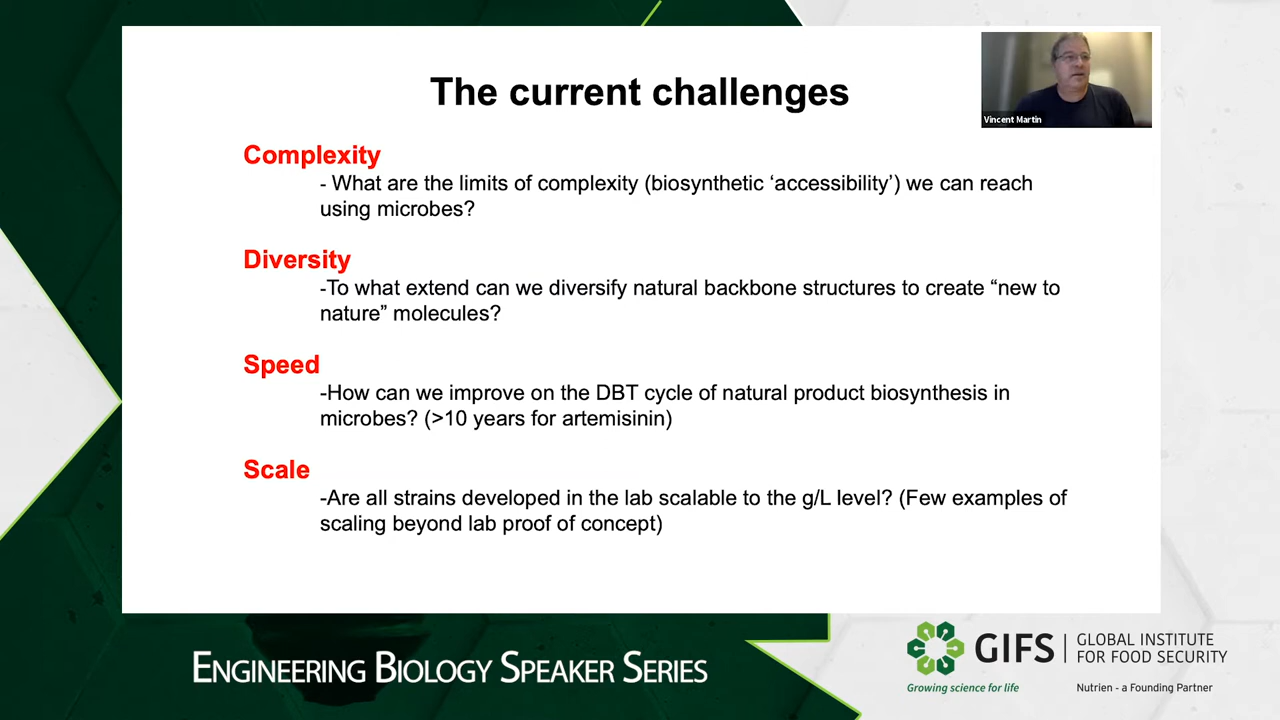 The current challenges
Vincent Martin
Complexity
- What are the limits of complexity (biosynthetic ‘accessibility’) we can reach
using microbes?
Diversity
-To what extend can we diversify natural backbone structures to create “new to
nature” molecules?
Speed
-How can we improve on the DBT cycle of natural product biosynthesis in
microbes? (>10 years for artemisinin)
Scale
-Are all strains developed in the lab scalable to the g/L level? (Few examples of
scaling beyond lab proof of concept)
ENGINEERING BIOLOGY SPEAKER SERIES
GIFS
GLOBAL INSTITUTE
FOR FOOD SECURITY
Growing science for life
Nutrien - a Founding Partner